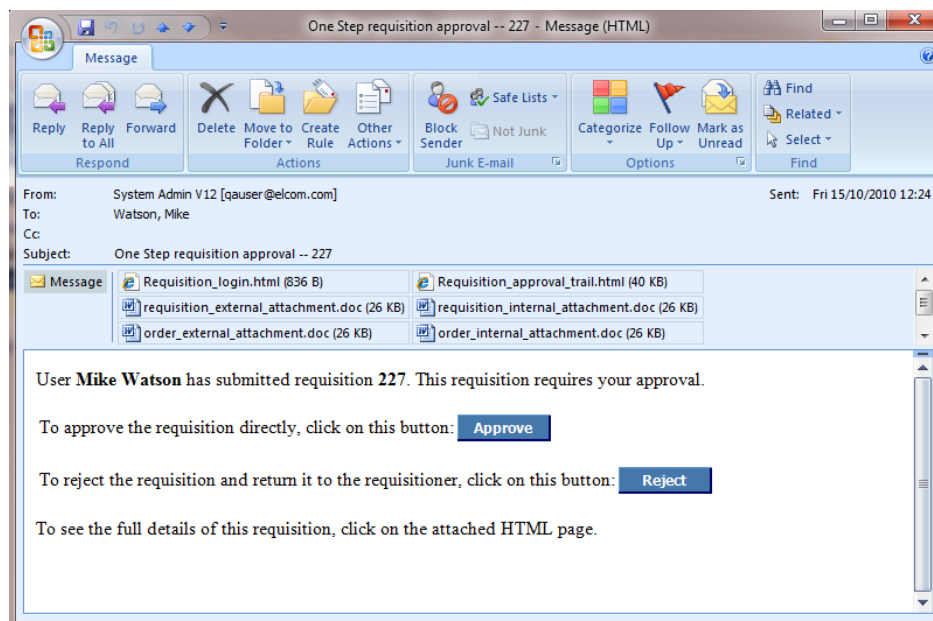 One Step requisition approval -- 227 - Message (HTML)
Message
Reply Reply to All Forward
Respond
Delete Move to Folder Create Rule Other Actions
Actions
Block Sender Safe Lists Not Junk
Junk E-mail
Categorize Follow Up Mark as Unread
Options
Find
Related
Select
Find
From: System Admin V12 [qauser@elcom.com] Sent: Fri 15/10/2010 12:24
To: Watson, Mike
Cc:
Subject: One Step requisition approval -- 227
Message Requisition_login.html (836 B) Requisition_approval_trail.html (40 KB)
requisition_external_attachment.doc (26 KB) requisition_internal_attachment.doc (26 KB)
order_external_attachment.doc (26 KB) order_internal_attachment.doc (26 KB)
User Mike Watson has submitted requisition 227. This requisition requires your approval.
To approve the requisition directly, click on this button: Approve
To reject the requisition and return it to the requisitioner, click on this button: Reject
To see the full details of this requisition, click on the attached HTML page.